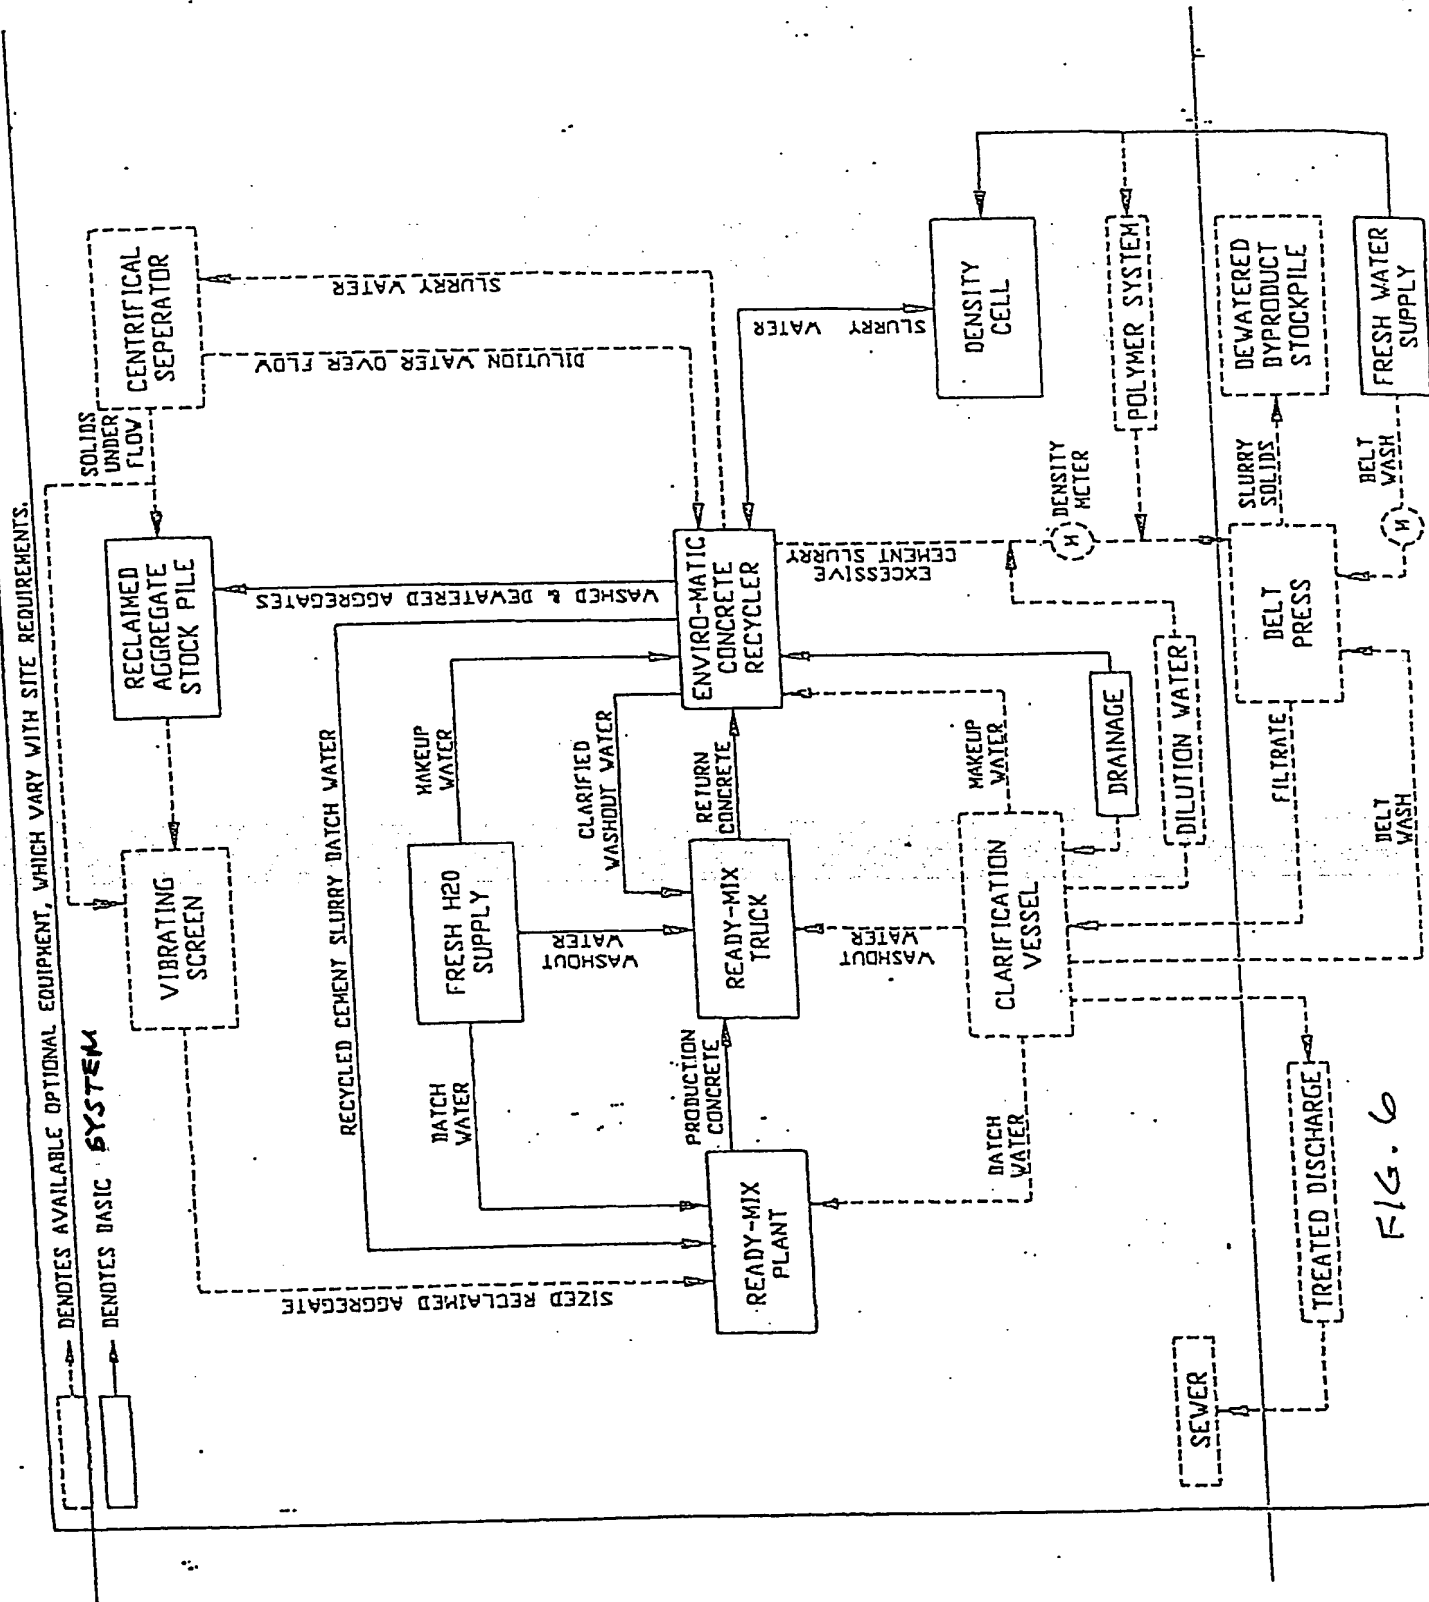 DENOTES AVAILABLE OPTIONAL EQUIPMENT, WHICH VARY WITH SITE REQUIREMENTS.
DENOTES BASIC SYSTEM
CENTRIFICAL
SEPERATOR
SOLIDS
UNDER
FLOW
RECLAIMED
AGGREGATE
STOCK PILE
VIBRATING
SCREEN
SLURRY WATER
DILUTION WATER OVER FLOW
WASHED & DEWATERED AGGREGATES
RECYCLED CEMENT SLURRY BATCH WATER
SIZED RECLAIMED AGGREGATE
MAKEUP
WATER
FRESH H2O
SUPPLY
BATCH
WATER
WASHOUT
WATER
CLARIFIED
WASHOUT WATER
ENVIRO-MATIC
CONCRETE
RECYCLER
RETURN
CONCRETE
READY-MIX
TRUCK
PRODUCTION
CONCRETE
READY-MIX
PLANT
SLURRY WATER
DENSITY
CELL
EXCESSIVE
CEMENT SLURRY
DENSITY
METER
M
POLYMER SYSTEM
MAKEUP
WATER
WASHOUT
WATER
CLARIFICATION
VESSEL
BATCH
WATER
DRAINAGE
DILUTION WATER
DEWATERED
BYPRODUCT
STOCKPILE
SLURRY
SOLIDS
BELT
PRESS
FILTRATE
FRESH WATER
SUPPLY
BELT
WASH
M
BELT
WASH
TREATED DISCHARGE
SEWER
FIG. 6